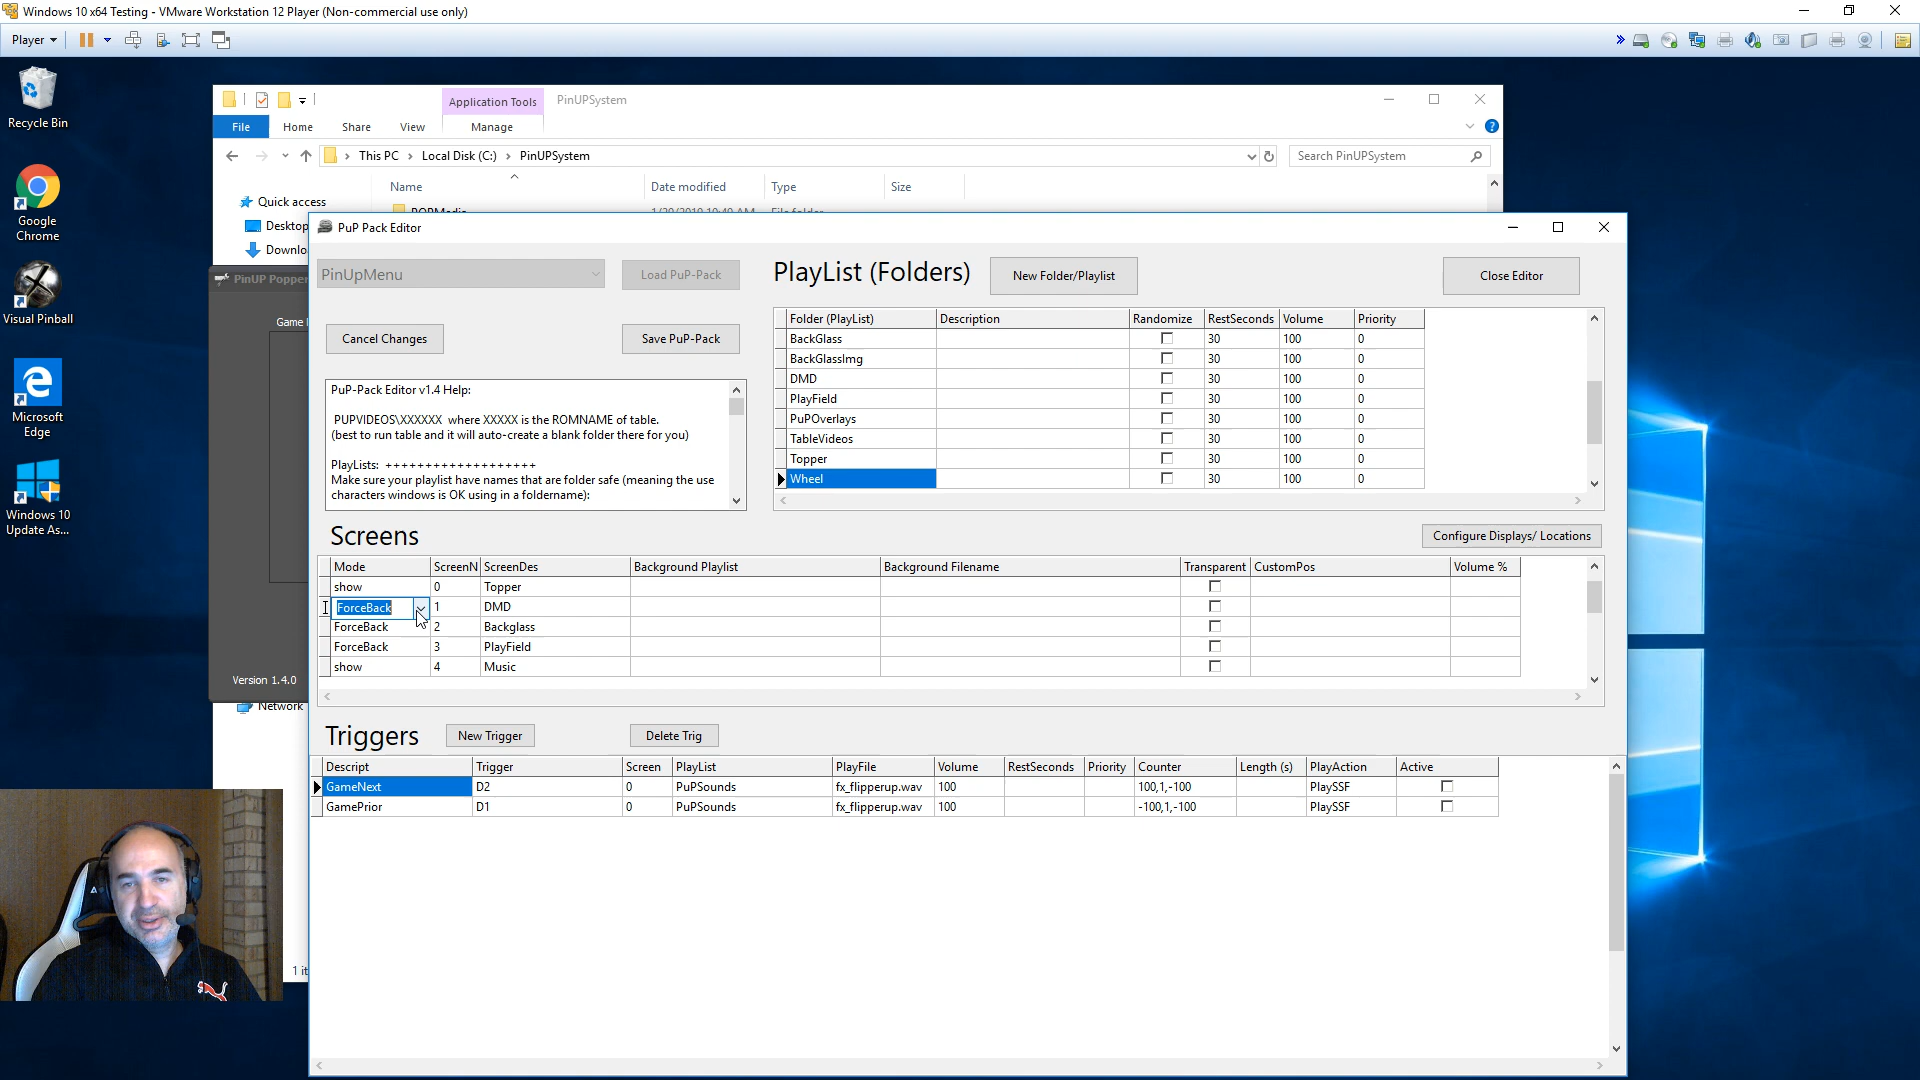 Windows 10 x64 Testing - VMware Workstation 12 Player (Non-commercial use only)
Player
Recycle Bin
Google
Chrome
Visual Pinball
Microsoft
Edge
Windows 10
Update As...
Application Tools
PinUPSystem
File
Home
Share
View
Manage
This PC > Local Disk (C:) > PinUPSystem
Search PinUPSystem
Name
Date modified
Type
Size
Quick access
Desktop
Downlo
Network
1 it
PinUP Popper
Game
Version 1.4.0
PuP Pack Editor
PinUpMenu
Load PuP-Pack
PlayList (Folders)
New Folder/Playlist
Close Editor
Cancel Changes
Save PuP-Pack
PuP-Pack Editor v1.4 Help:
PUPVIDEOS\XXXXXX where XXXXX is the ROMNAME of table.
(best to run table and it will auto-create a blank folder there for you)
PlayLists: +++++++++++++++++++
Make sure your playlist have names that are folder safe (meaning the use
characters windows is OK using in a foldername):
Folder (PlayList) Description Randomize RestSeconds Volume Priority
BackGlass 30 100 0
BackGlassImg 30 100 0
DMD 30 100 0
PlayField 30 100 0
PuPOverlays 30 100 0
TableVideos 30 100 0
Topper 30 100 0
Wheel 30 100 0
Screens
Configure Displays/ Locations
Mode ScreenN ScreenDes Background Playlist Background Filename Transparent CustomPos Volume %
show 0 Topper
ForceBack 1 DMD
ForceBack 2 Backglass
ForceBack 3 PlayField
show 4 Music
Triggers
New Trigger
Delete Trig
Descript Trigger Screen PlayList PlayFile Volume RestSeconds Priority Counter Length (s) PlayAction Active
GameNext D2 0 PuPSounds fx_flipperup.wav 100 100,1,-100 PlaySSF
GamePrior D1 0 PuPSounds fx_flipperup.wav 100 -100,1,-100 PlaySSF